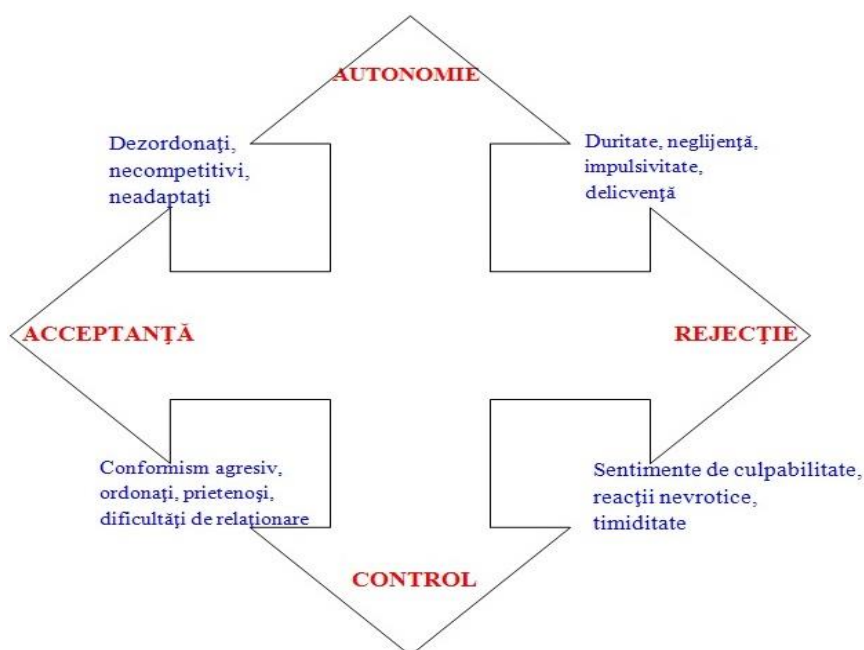 AUTONOMIE
Dezordonaţi,
necompetitivi,
neadaptaţi
Duritate, neglijenţă,
impulsivitate,
delicvenţă
ACCEPTANŢĂ
REJECŢIE
Conformism agresiv,
ordonaţi, prietenoşi,
dificultăţi de relaţionare
Sentimente de culpabilitate,
reacţii nevrotice,
timiditate
CONTROL